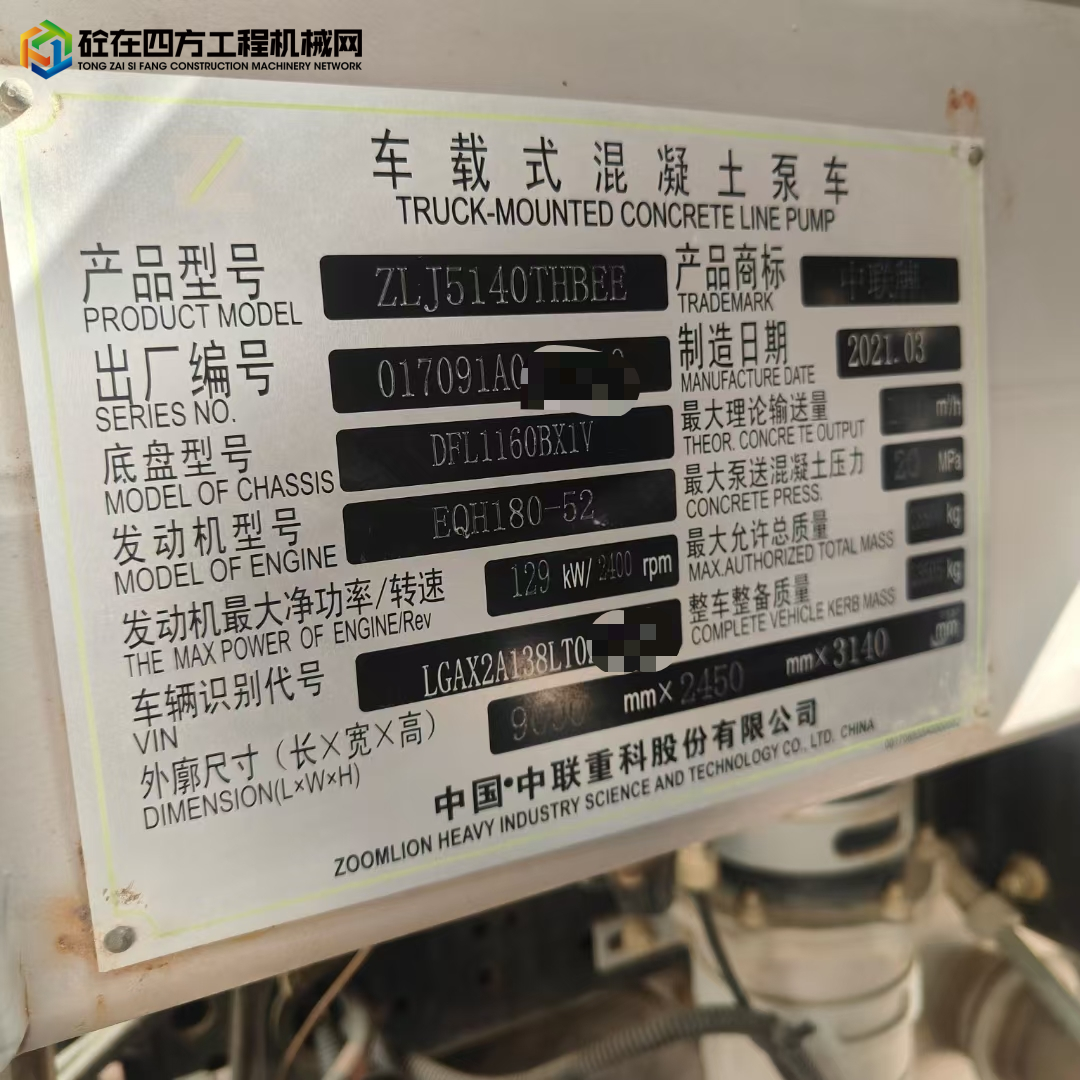 砼在四方工程机械网
TONG ZAI SI FANG CONSTRUCTION MACHINERY NETWORK
车载式混凝土泵车
TRUCK-MOUNTED CONCRETE LINE PUMP
产品型号 ZLJ5140THBEE
PRODUCT MODEL
产品商标 中联牌
TRADEMARK
出厂编号 017091A0
SERIES NO.
制造日期 2021.03
MANUFACTURE DATE
底盘型号 DFL1160BX1V
MODEL OF CHASSIS
最大理论输送量 m³/h
THEOR. CONCRETE OUTPUT
发动机型号 EQH180-52
MODEL OF ENGINE
最大泵送混凝土压力 MPa
CONCRETE PRESS.
发动机最大净功率/转速 129 kW/ 2400 rpm
THE MAX POWER OF ENGINE/Rev
最大允许总质量 kg
MAX.AUTHORIZED TOTAL MASS
车辆识别代号 LGAX2A138LT0
VIN
整车整备质量 kg
COMPLETE VEHICLE KERB MASS
外廓尺寸（长×宽×高） mm× 2450 mm× 3140 mm
DIMENSION(L×W×H)
中国·中联重科股份有限公司
ZOOMLION HEAVY INDUSTRY SCIENCE AND TECHNOLOGY CO., LTD. CHINA